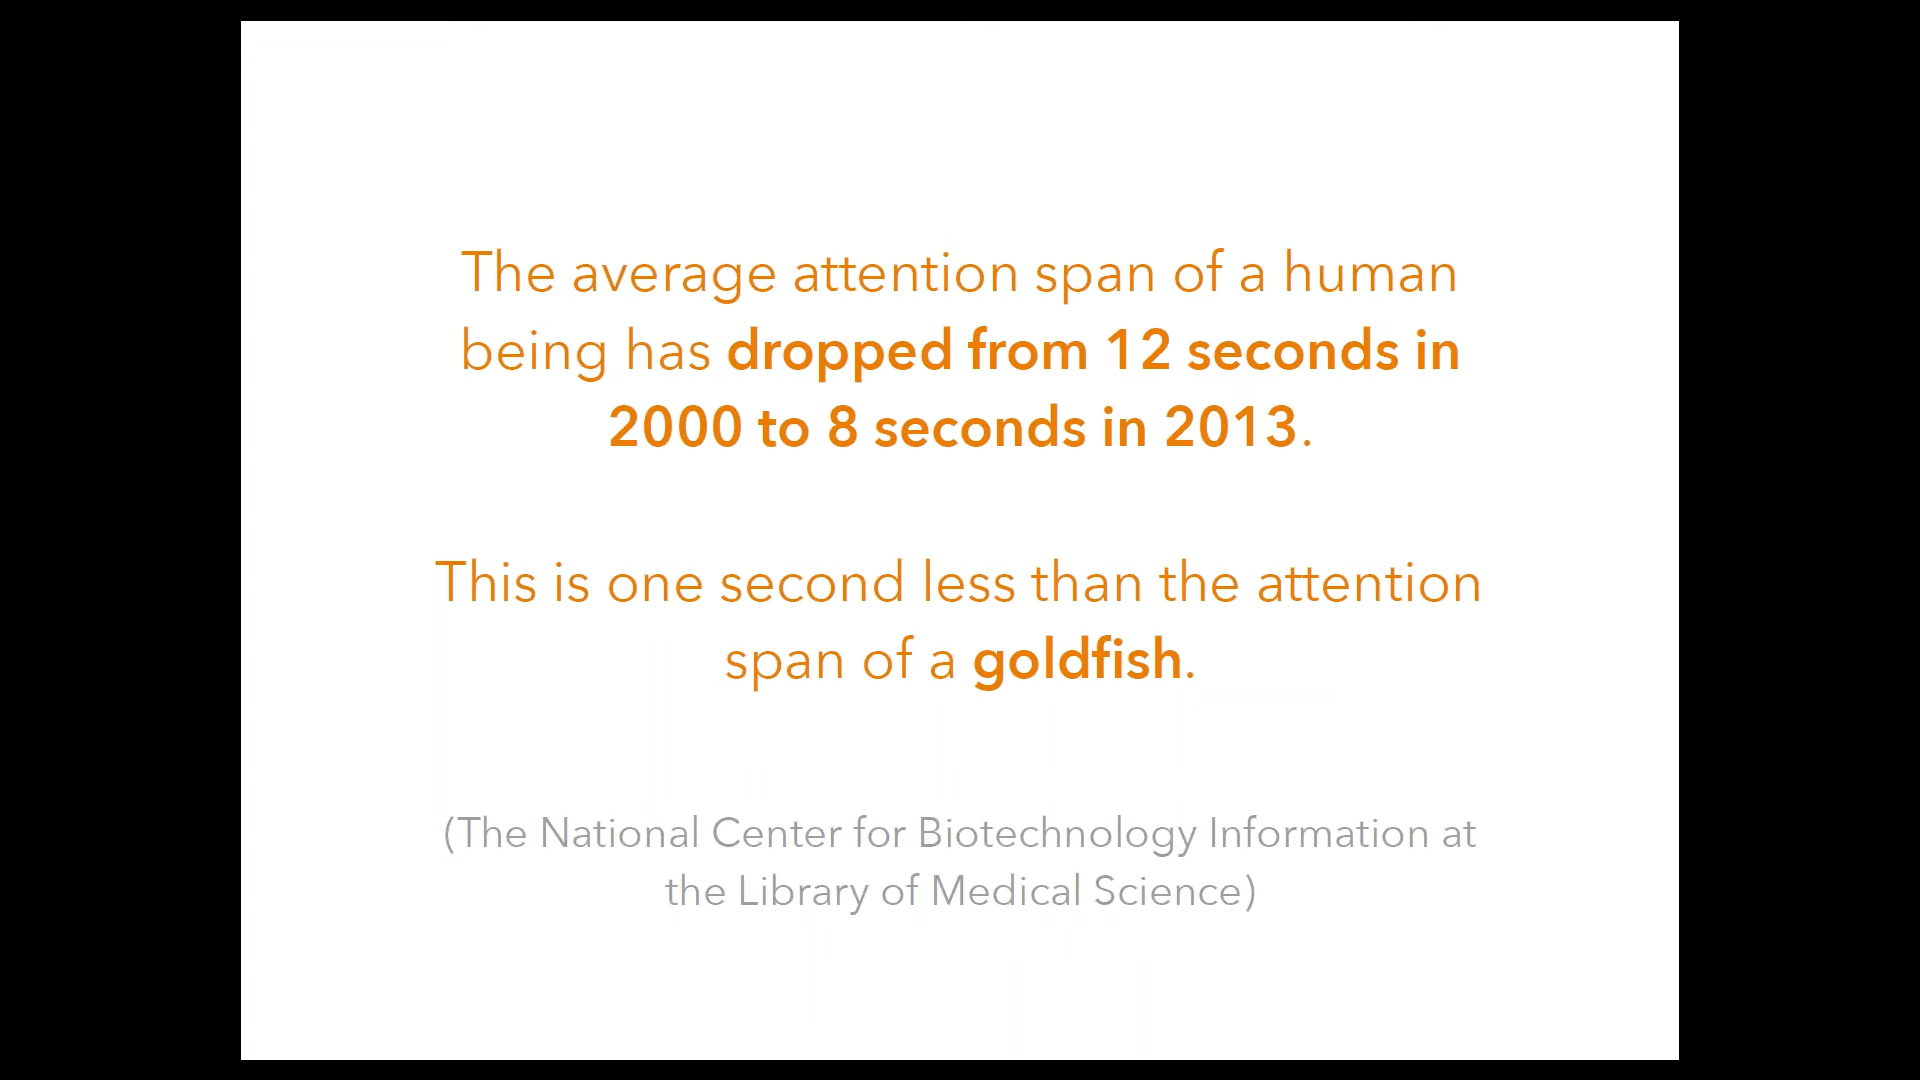 The average attention span of a human
being has dropped from 12 seconds in
2000 to 8 seconds in 2013.
This is one second less than the attention
span of a goldfish.
(The National Center for Biotechnology Information at
the Library of Medical Science)